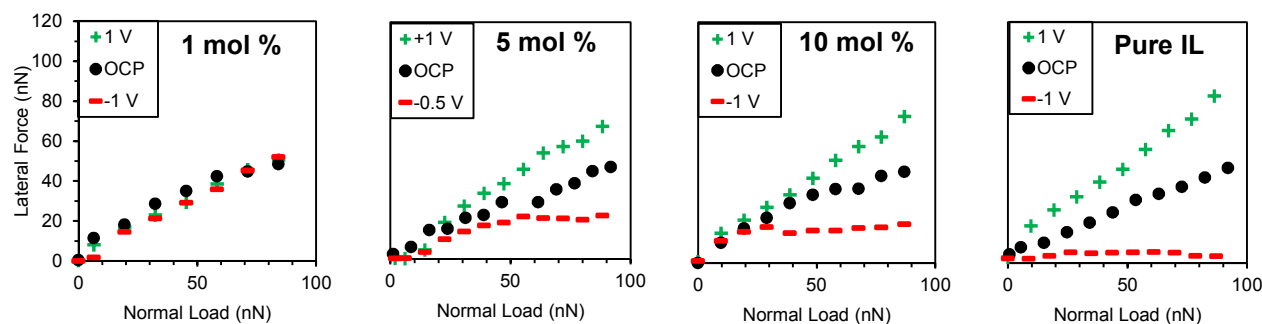 1 mol %
1 V
OCP
-1 V
Lateral Force (nN)
120
100
80
60
40
20
0
0 50 100
Normal Load (nN)
5 mol %
+1 V
OCP
-0.5 V
0 50 100
Normal Load (nN)
10 mol %
1 V
OCP
-1 V
0 50 100
Normal Load (nN)
Pure IL
1 V
OCP
-1 V
0 50 100
Normal Load (nN)